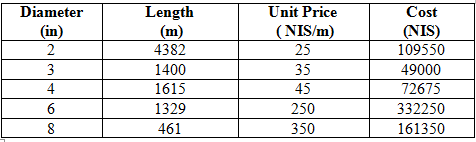 Diameter Length Unit Price Cost
(in) (m) ( NIS/m) (NIS)
2 4382 25 109550
3 1400 35 49000
4 1615 45 72675
6 1329 250 332250
8 461 350 161350